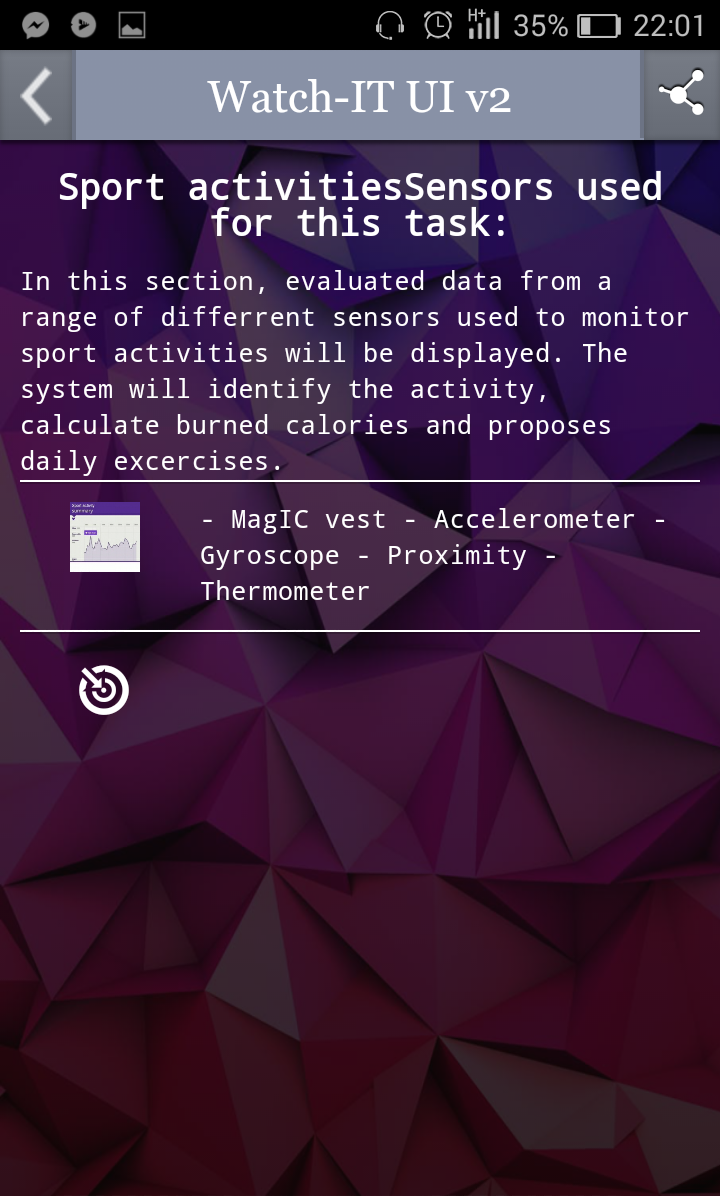 H+ 35% 22:01
Watch-IT UI v2
Sport activitiesSensors used
for this task:
In this section, evaluated data from a
range of differrent sensors used to monitor
sport activities will be displayed. The
system will identify the activity,
calculate burned calories and proposes
daily excercises.
- MagIC vest - Accelerometer -
Gyroscope - Proximity -
Thermometer